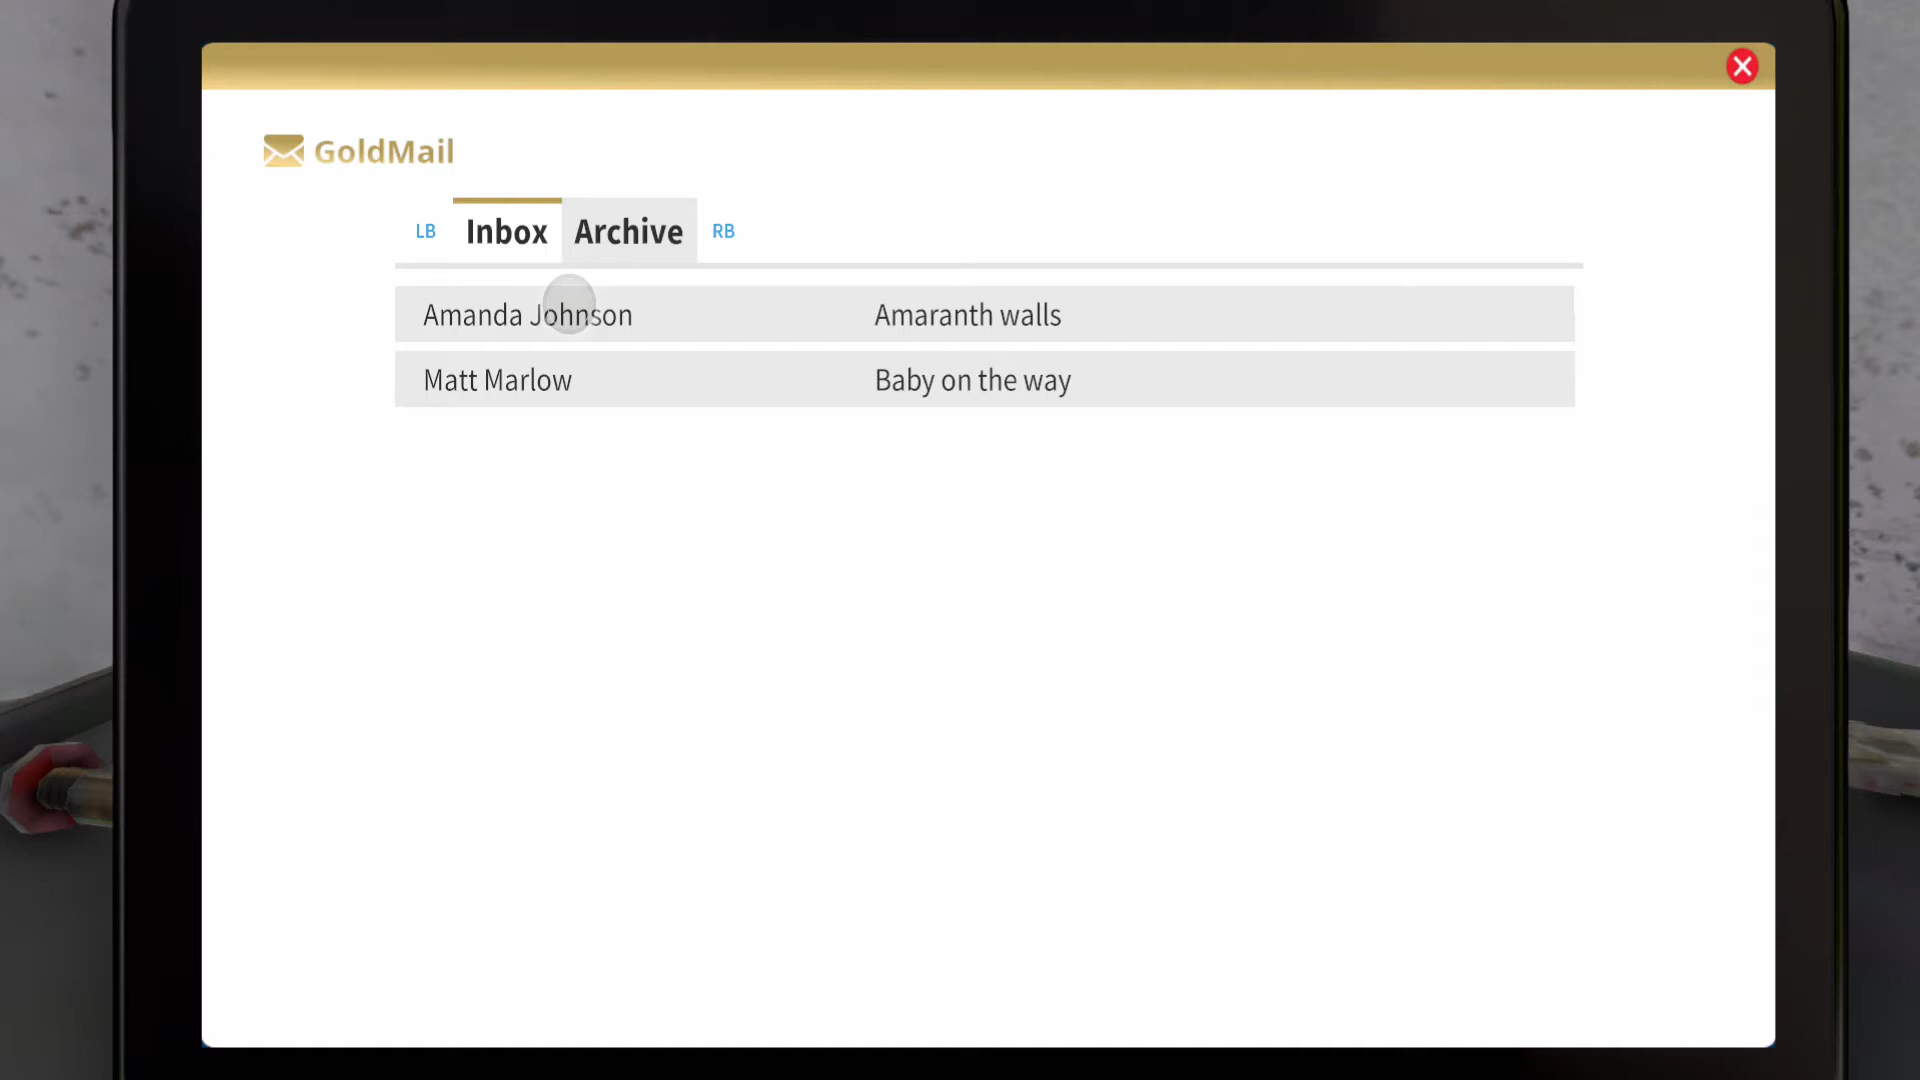 GoldMail
LB Inbox Archive RB
Amanda Johnson Amaranth walls
Matt Marlow Baby on the way